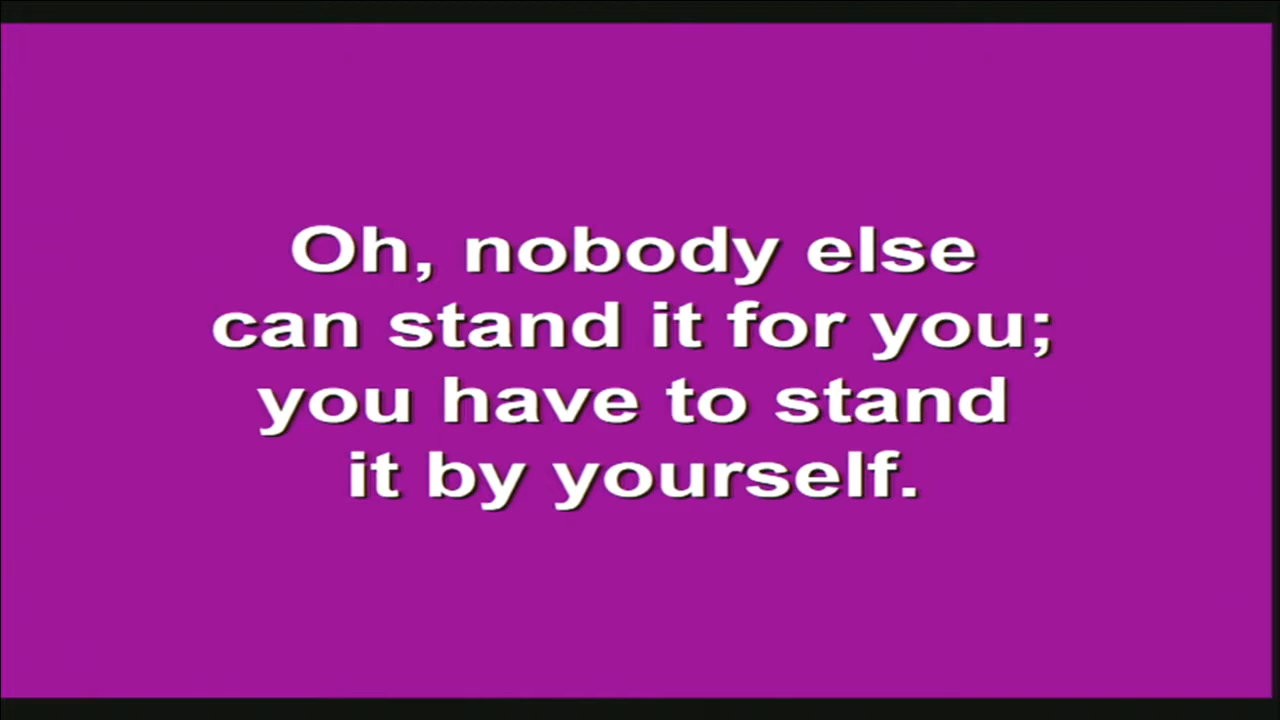 Oh, nobody else
can stand it for you;
you have to stand
it by yourself.